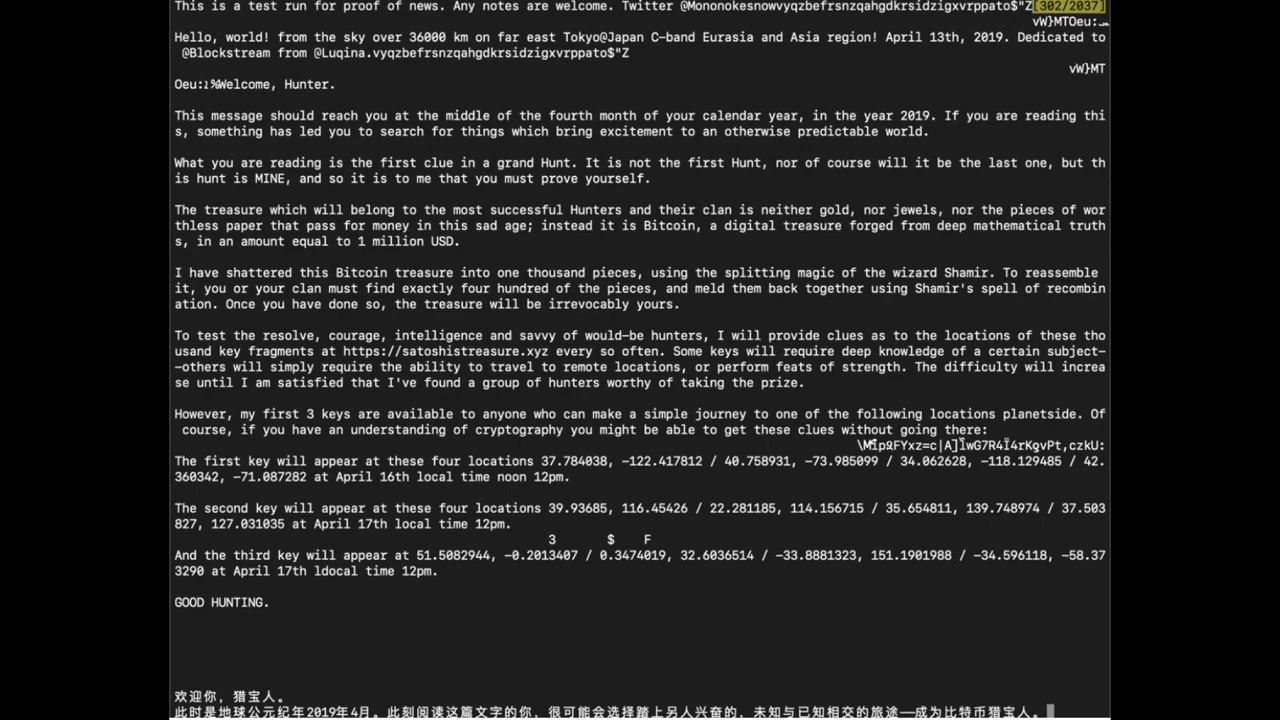 This is a test run for proof of news. Any notes are welcome. Twitter @Mononokesnowvyqzbefrsnzqahgdkrsidzigxvrppato$"Z[302/2037]
vW}MTOeu:
Hello, world! from the sky over 36000 km on far east Tokyo@Japan C-band Eurasia and Asia region! April 13th, 2019. Dedicated to
@Blockstream from @Luqina.vyqzbefrsnzqahgdkrsidzigxvrppato$"Z
vW}MT
Welcome, Hunter.
This message should reach you at the middle of the fourth month of your calendar year, in the year 2019. If you are reading thi
s, something has led you to search for things which bring excitement to an otherwise predictable world.
What you are reading is the first clue in a grand Hunt. It is not the first Hunt, nor of course will it be the last one, but th
is hunt is MINE, and so it is to me that you must prove yourself.
The treasure which will belong to the most successful Hunters and their clan is neither gold, nor jewels, nor the pieces of wor
thless paper that pass for money in this sad age; instead it is Bitcoin, a digital treasure forged from deep mathematical truth
s, in an amount equal to 1 million USD.
I have shattered this Bitcoin treasure into one thousand pieces, using the splitting magic of the wizard Shamir. To reassemble
it, you or your clan must find exactly four hundred of the pieces, and meld them back together using Shamir's spell of recombin
ation. Once you have done so, the treasure will be irrevocably yours.
To test the resolve, courage, intelligence and savvy of would-be hunters, I will provide clues as to the locations of these tho
usand key fragments at https://satoshistreasure.xyz every so often. Some keys will require deep knowledge of a certain subject-
-others will simply require the ability to travel to remote locations, or perform feats of strength. The difficulty will increa
se until I am satisfied that I've found a group of hunters worthy of taking the prize.
However, my first 3 keys are available to anyone who can make a simple journey to one of the following locations planetside. Of
course, if you have an understanding of cryptography you might be able to get these clues without going there:
The first key will appear at these four locations 37.784038, -122.417812 / 40.758931, -73.985099 / 34.062628, -118.129485 / 42.
360342, -71.087282 at April 16th local time noon 12pm.
The second key will appear at these four locations 39.93685, 116.45426 / 22.281185, 114.156715 / 35.654811, 139.748974 / 37.503
827, 127.031035 at April 17th local time 12pm.
3 $ F
And the third key will appear at 51.5082944, -0.2013407 / 0.3474019, 32.6036514 / -33.8881323, 151.1901988 / -34.596118, -58.37
3290 at April 17th ldocal time 12pm.
GOOD HUNTING.
欢迎你，猎宝人。
此时是地球公元纪年2019年4月。此刻阅读这篇文字的你，很可能会选择踏上另人兴奋的，未知与已知相交的旅途——成为比特币猎宝人。